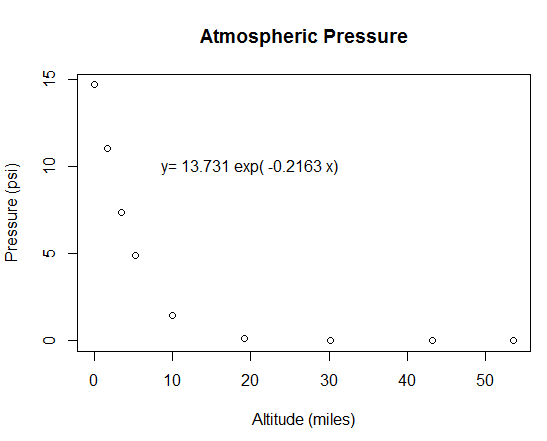 Atmospheric Pressure
15
10
5
0
Pressure (psi)
y= 13.731 exp( -0.2163 x)
0 10 20 30 40 50
Altitude (miles)